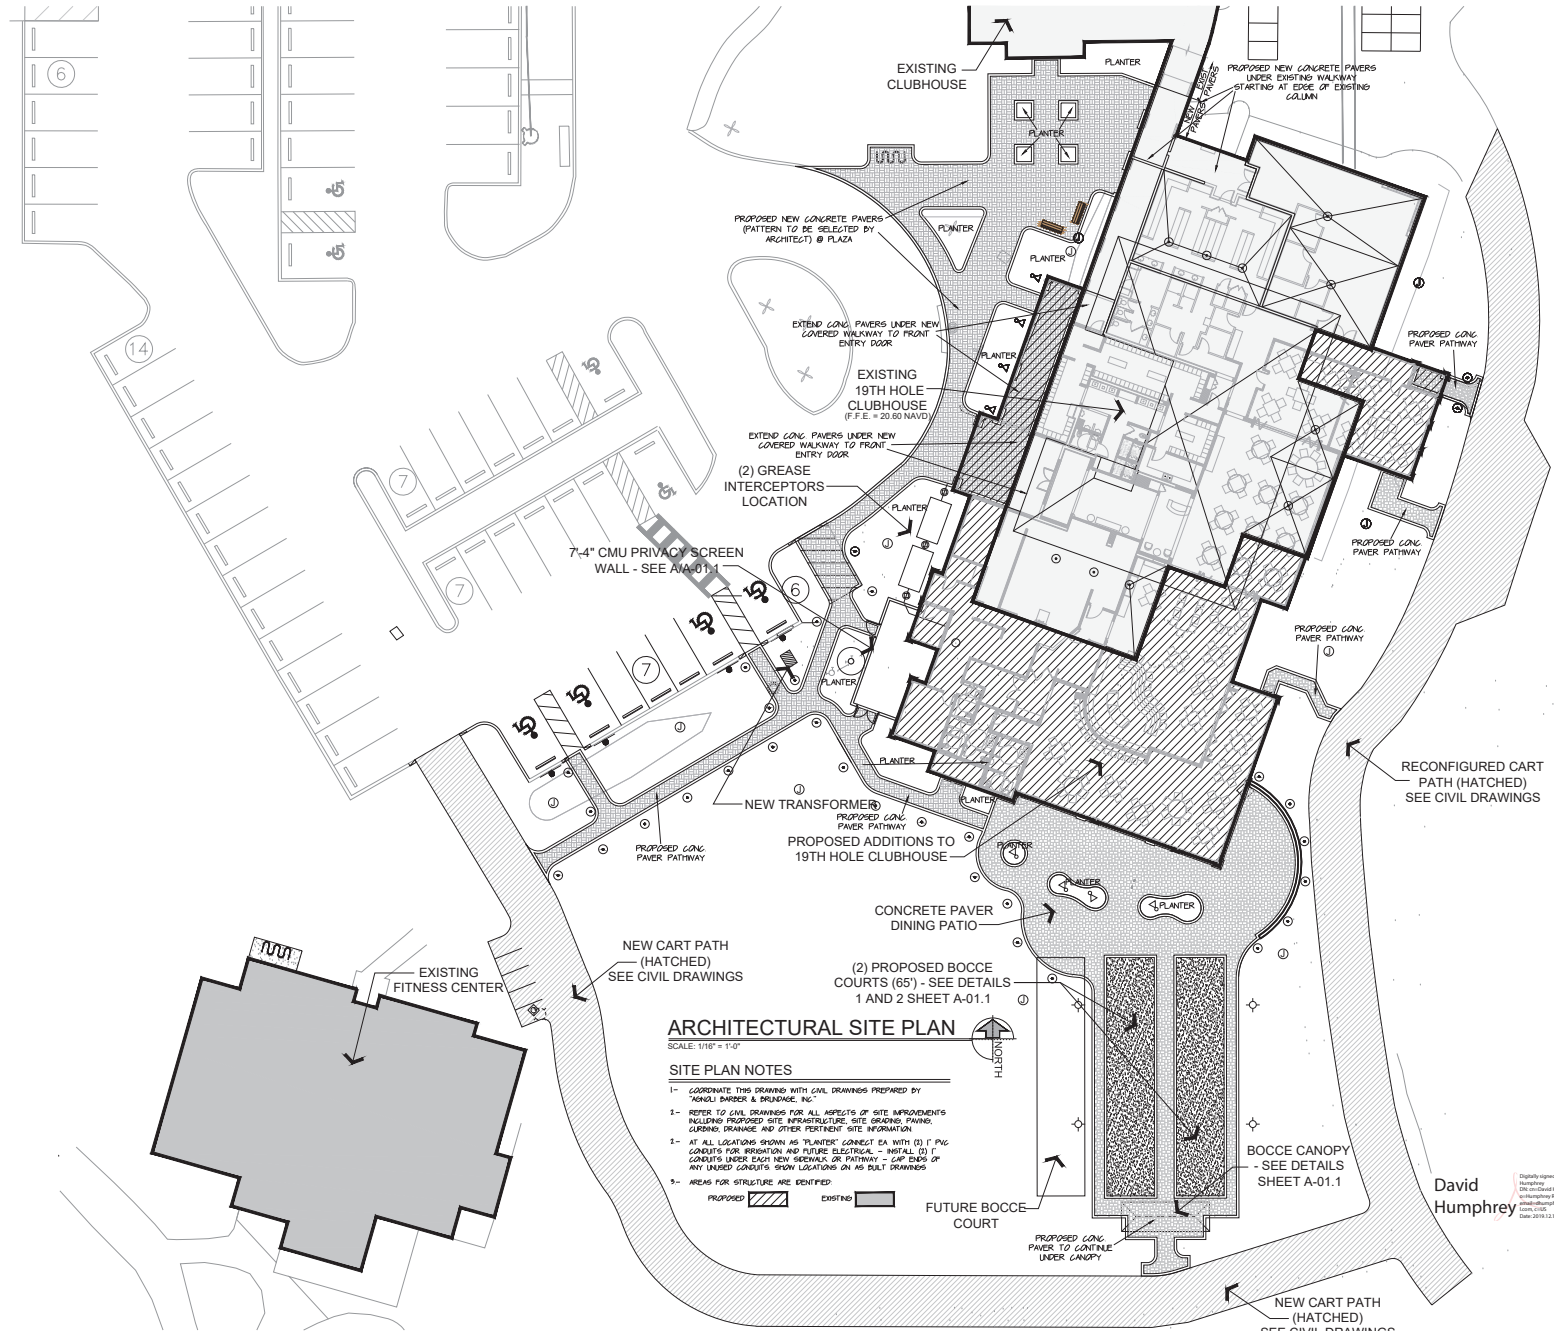 EXISTING
CLUBHOUSE
PLANTER
PROPOSED NEW CONCRETE PAVERS
UNDER EXISTING WALKWAY
STARTING AT EDGE OF EXISTING
COLUMN
NEW
PAVERS
EXIST
PAVERS
PLANTER
6
PROPOSED NEW CONCRETE PAVERS
(PATTERN TO BE SELECTED BY
ARCHITECT) @ PLAZA
PLANTER
PLANTER
EXTEND CONC. PAVERS UNDER NEW
COVERED WALKWAY TO FRONT
ENTRY DOOR
PLANTER
PROPOSED CONC.
PAVER PATHWAY
14
EXISTING
19TH HOLE
CLUBHOUSE
(F.F.E. = 20.60 NAVD)
EXTEND CONC. PAVERS UNDER NEW
COVERED WALKWAY TO FRONT
ENTRY DOOR
(2) GREASE
INTERCEPTORS
LOCATION
7
PLANTER
PROPOSED CONC.
PAVER PATHWAY
7'-4" CMU PRIVACY SCREEN
WALL - SEE A/A-01.1
7
6
PROPOSED CONC.
PAVER PATHWAY
7
PLANTER
PLANTER
RECONFIGURED CART
PATH (HATCHED)
SEE CIVIL DRAWINGS
NEW TRANSFORMER
PLANTER
PROPOSED CONC.
PAVER PATHWAY
PROPOSED CONC.
PAVER PATHWAY
PROPOSED ADDITIONS TO
19TH HOLE CLUBHOUSE
PLANTER
PLANTER
PLANTER
CONCRETE PAVER
DINING PATIO
NEW CART PATH
(HATCHED)
SEE CIVIL DRAWINGS
EXISTING
FITNESS CENTER
(2) PROPOSED BOCCE
COURTS (65') - SEE DETAILS
1 AND 2 SHEET A-01.1
ARCHITECTURAL SITE PLAN
SCALE: 1/16" = 1'-0"
NORTH
SITE PLAN NOTES
1- COORDINATE THIS DRAWING WITH CIVIL DRAWINGS PREPARED BY
"AGNOLI BARBER & BRUNDAGE, INC."
2- REFER TO CIVIL DRAWINGS FOR ALL ASPECTS OF SITE IMPROVEMENTS
INCLUDING PROPOSED SITE INFRASTRUCTURE, SITE GRADING, PAVING,
CURBING, DRAINAGE AND OTHER PERTINENT SITE INFORMATION.
2- AT ALL LOCATIONS SHOWN AS "PLANTER" CONNECT EA. WITH (2) 1" PVC
CONDUITS FOR IRRIGATION AND FUTURE ELECTRICAL - INSTALL (2) 1"
CONDUITS UNDER EACH NEW SIDEWALK OR PATHWAY - CAP ENDS OF
ANY UNUSED CONDUITS. SHOW LOCATIONS ON AS BUILT DRAWINGS
3- AREAS FOR STRUCTURE ARE IDENTIFIED:
PROPOSED
EXISTING
BOCCE CANOPY
- SEE DETAILS
SHEET A-01.1
FUTURE BOCCE
COURT
PROPOSED CONC.
PAVER TO CONTINUE
UNDER CANOPY
David
Humphrey
Digitally signed
Humphrey
NEW CART PATH
(HATCHED)
SEE CIVIL DRAWINGS